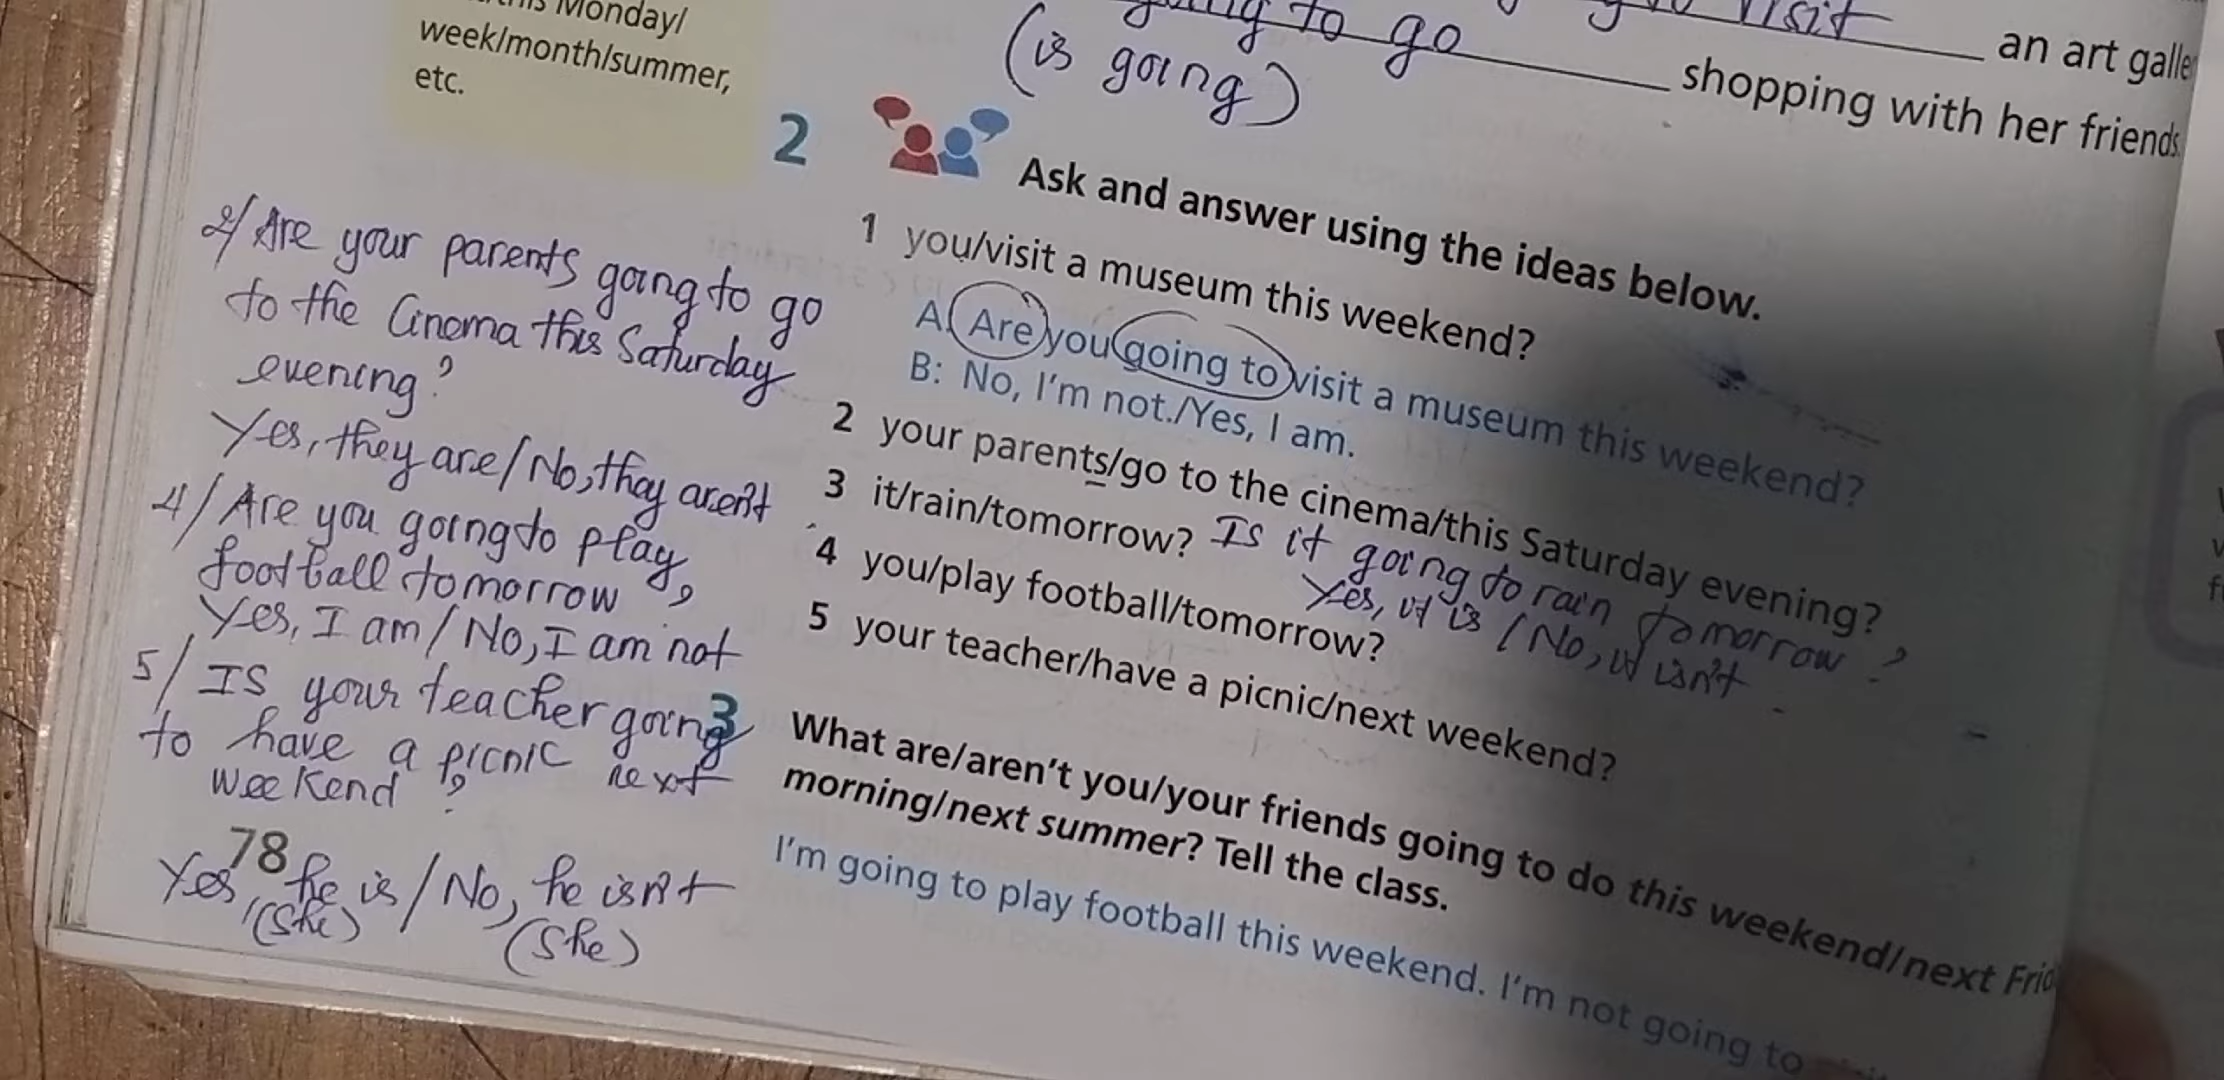 this Monday/
week/month/summer,
etc.
going to go
visit
an art galle
(is going)
shopping with her friends.
2 Ask and answer using the ideas below.
1 you/visit a museum this weekend?
A: Are you going to visit a museum this weekend?
B: No, I'm not./Yes, I am.
2 your parents/go to the cinema/this Saturday evening?
3 it/rain/tomorrow? Is it going to rain tomorrow?
Yes, it is / No, it isn't
4 you/play football/tomorrow?
5 your teacher/have a picnic/next weekend?
2/ Are your parents going to go
to the Cinema this Saturday
evening?
Yes, they are / No, they aren't
4/ Are you going to play
football tomorrow?
Yes, I am / No, I am not
5/ Is your teacher going
to have a picnic next
weekend?
78
Yes, he is / No, he isn't
(She) (She)
3 What are/aren't you/your friends going to do this weekend/next Frid
morning/next summer? Tell the class.
I'm going to play football this weekend. I'm not going to